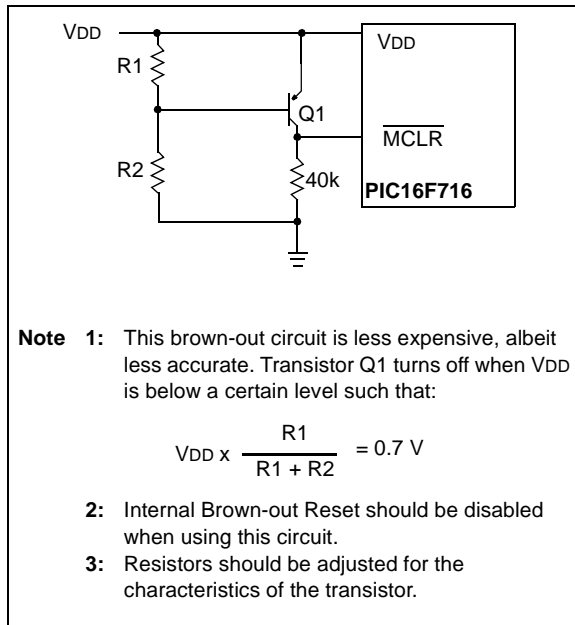 VDD
VDD
R1
Q1
MCLR
R2
40k
PIC16F716
Note 1: This brown-out circuit is less expensive, albeit
less accurate. Transistor Q1 turns off when VDD
is below a certain level such that:
VDD x R1 / R1 + R2 = 0.7 V
2: Internal Brown-out Reset should be disabled
when using this circuit.
3: Resistors should be adjusted for the
characteristics of the transistor.